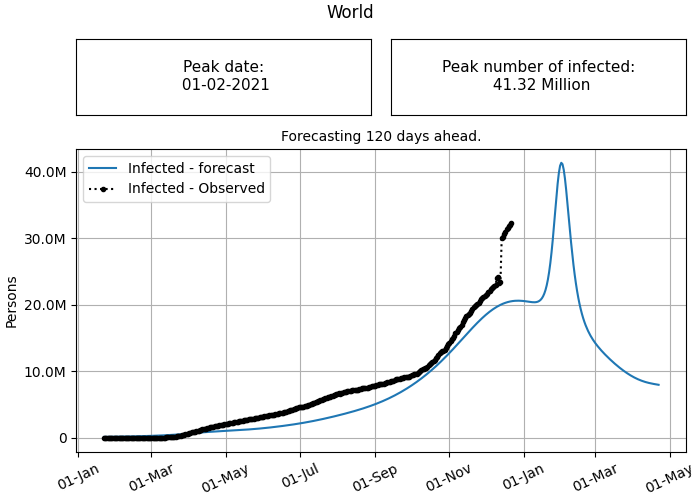 World
Peak date:
01-02-2021
Peak number of infected:
41.32 Million
Forecasting 120 days ahead.
Infected - forecast
Infected - Observed
40.0M
30.0M
20.0M
10.0M
0
Persons
01-Jan
01-Mar
01-May
01-Jul
01-Sep
01-Nov
01-Jan
01-Mar
01-May